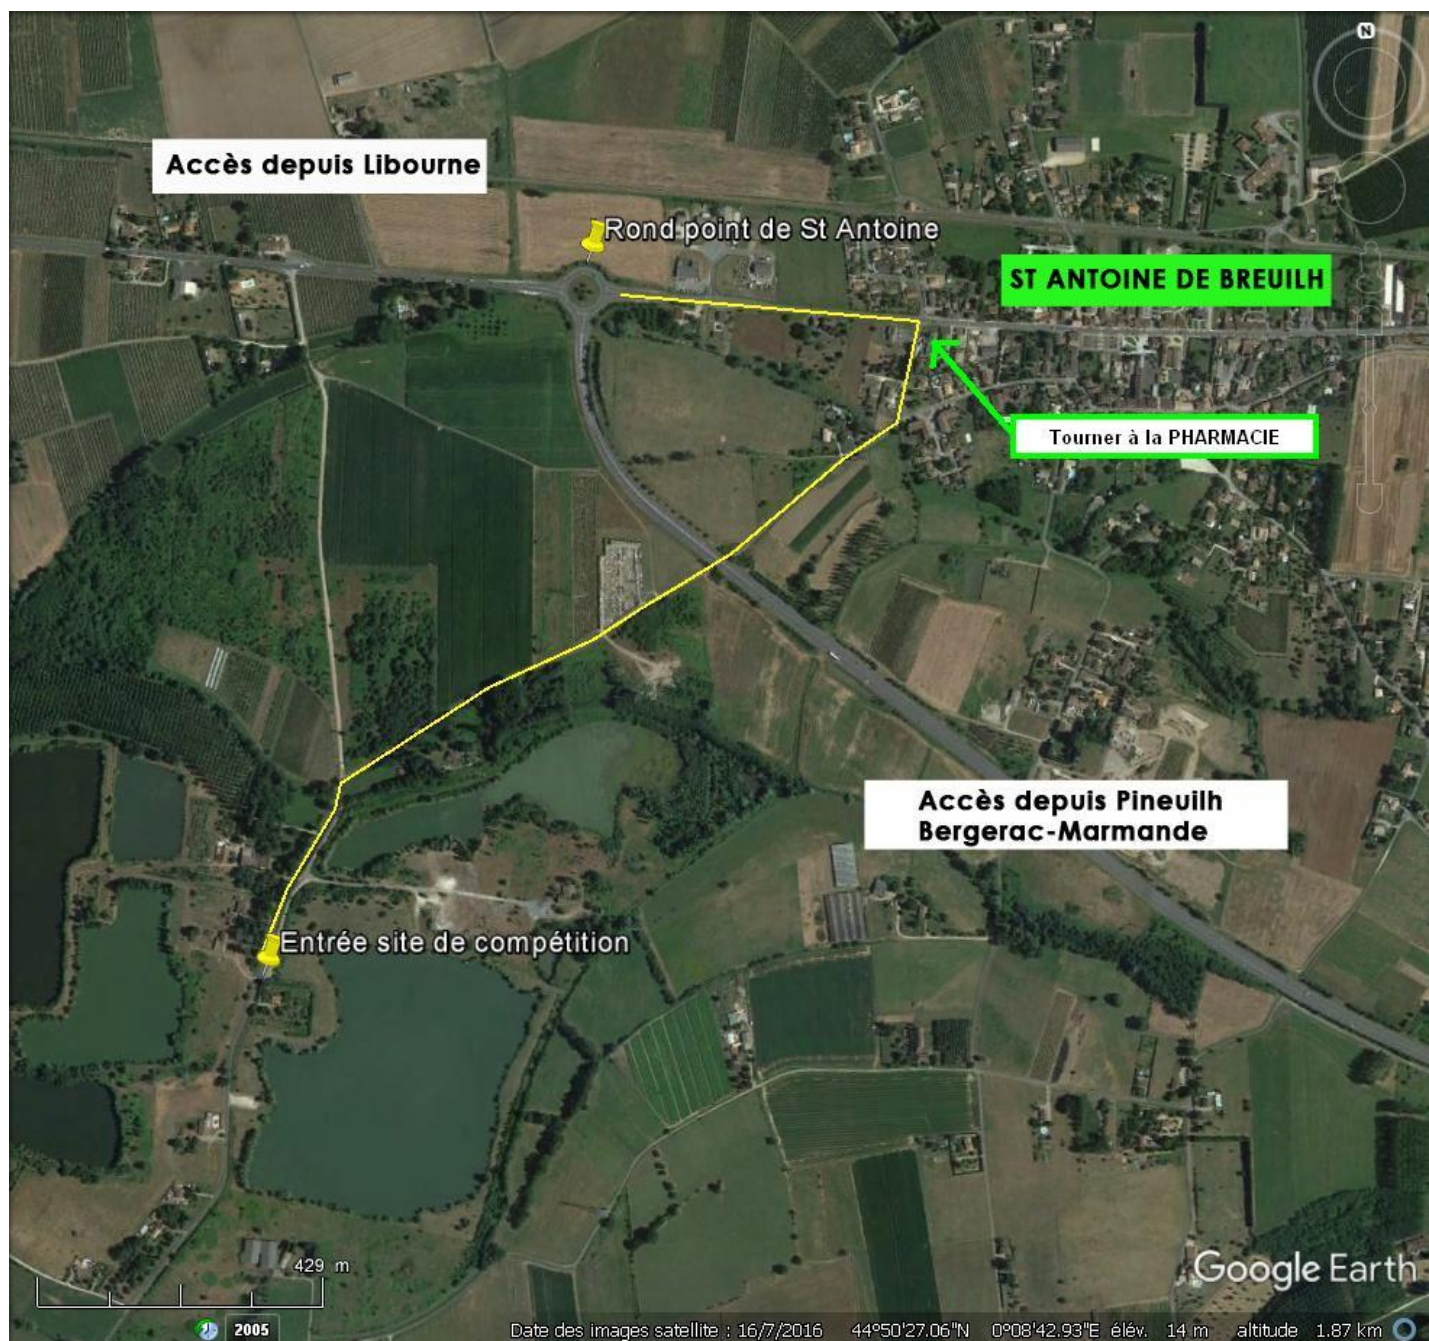 N
Accès depuis Libourne
Rond point de St Antoine
ST ANTOINE DE BREUILH
Tourner à la PHARMACIE
Accès depuis Pineuilh
Bergerac-Marmande
Entrée site de compétition
429 m
Google Earth
2005
Date des images satellite : 16/7/2016 44°50'27.06"N 0°08'42.93"E élév. 14 m altitude 1.87 km